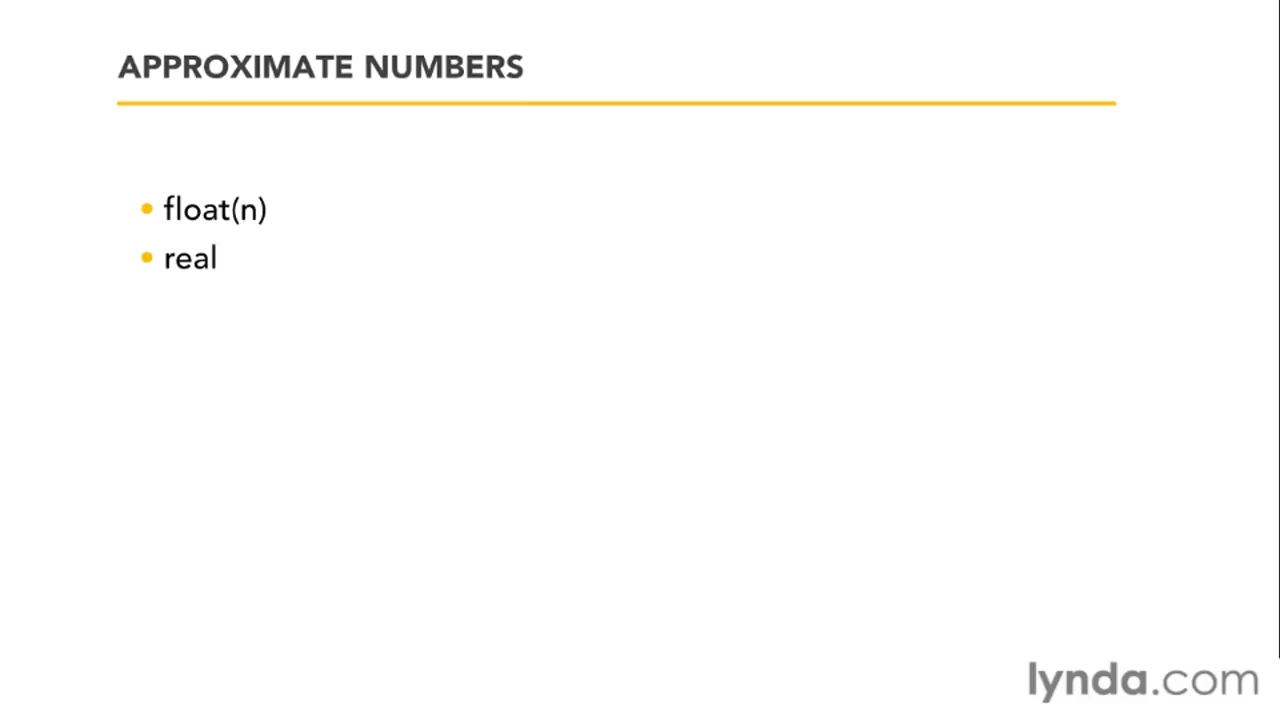 APPROXIMATE NUMBERS
• float(n)
• real
lynda.com